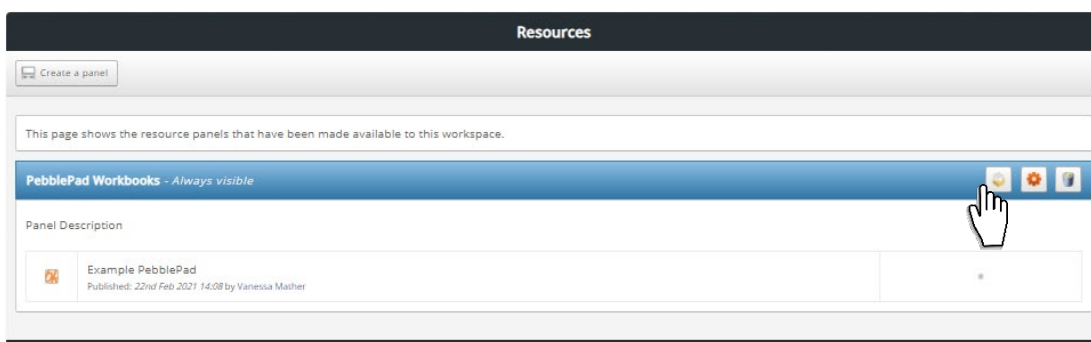 Resources
Create a panel
This page shows the resource panels that have been made available to this workspace.
PebblePad Workbooks - Always visible
Panel Description
Example PebblePad
Published: 22nd Feb 2021 14:08 by Vanessa Mather